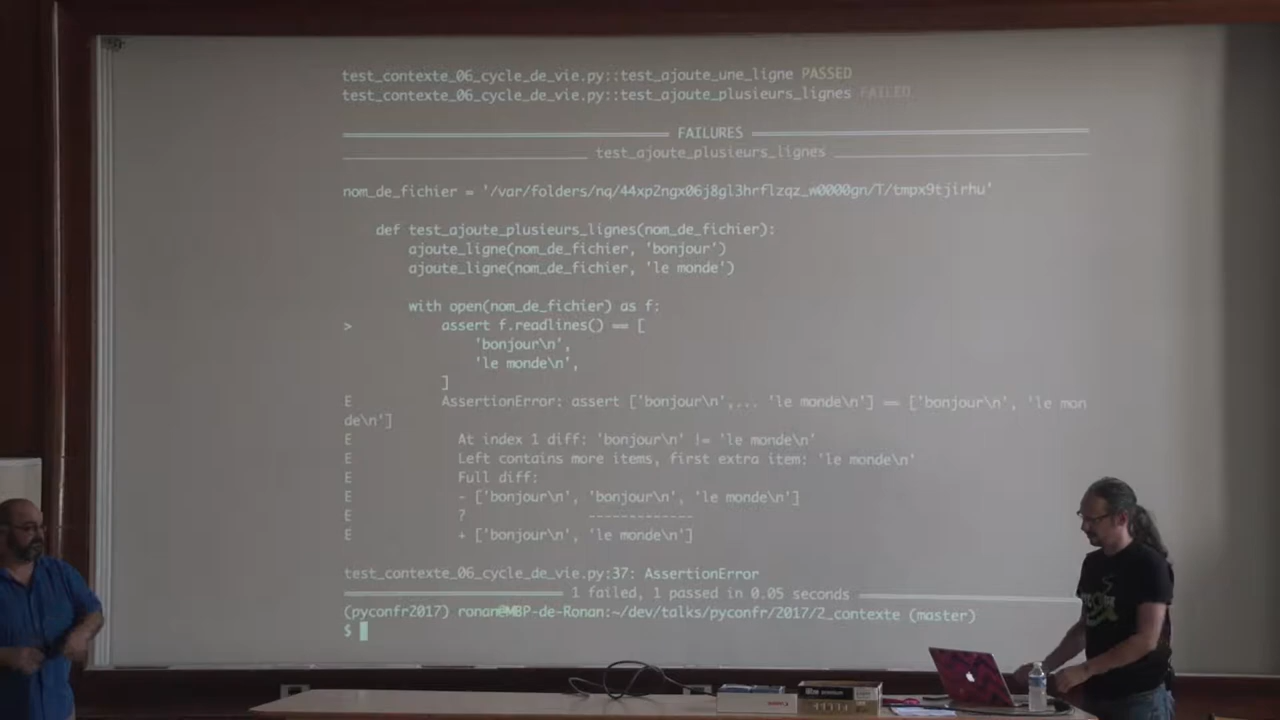 test_contexte_06_cycle_de_vie.py::test_ajoute_une_ligne PASSED
test_contexte_06_cycle_de_vie.py::test_ajoute_plusieurs_lignes FAILED
FAILURES
test_ajoute_plusieurs_lignes
nom_de_fichier = '/var/folders/nq/44xp2ngx06j8gl3hrflzqz_w0000gn/T/tmpx9tjirhu'
def test_ajoute_plusieurs_lignes(nom_de_fichier):
ajoute_ligne(nom_de_fichier, 'bonjour')
ajoute_ligne(nom_de_fichier, 'le monde')
with open(nom_de_fichier) as f:
> assert f.readlines() == [
'bonjour\n',
'le monde\n',
]
E AssertionError: assert ['bonjour\n',... 'le monde\n'] == ['bonjour\n', 'le mon
de\n']
E At index 1 diff: 'bonjour\n' != 'le monde\n'
E Left contains more items, first extra item: 'le monde\n'
E Full diff:
E - ['bonjour\n', 'bonjour\n', 'le monde\n']
E ? -------------
E + ['bonjour\n', 'le monde\n']
test_contexte_06_cycle_de_vie.py:37: AssertionError
1 failed, 1 passed in 0.05 seconds
(pyconfr2017) ronan@MBP-de-Ronan:~/dev/talks/pyconfr/2017/2_contexte (master)
$